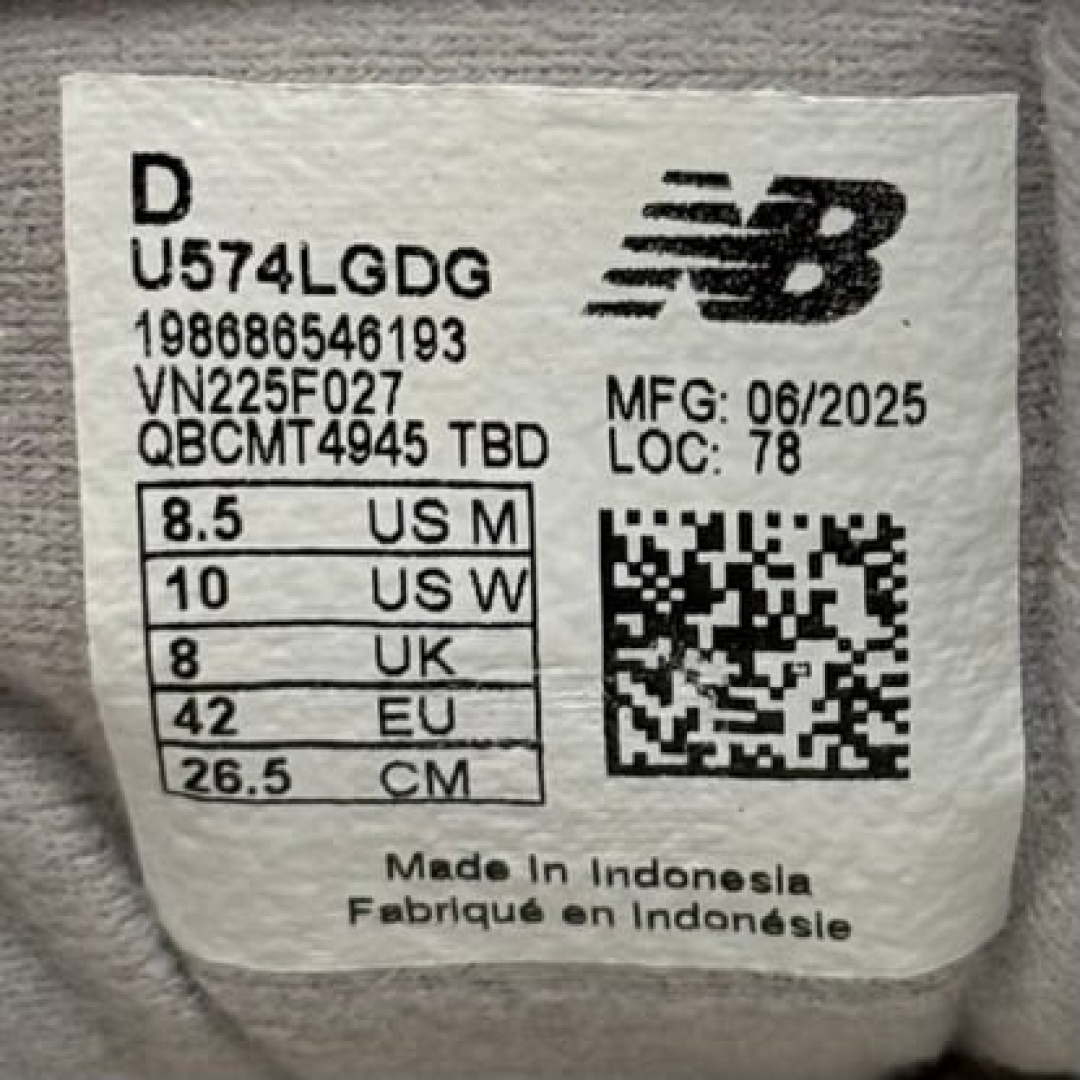 D
U574LGDG
198686546193
VN225F027
QBCMT4945 TBD
NB
MFG: 06/2025
LOC: 78
8.5 US M
10 US W
8 UK
42 EU
26.5 CM
Made In Indonesia
Fabriqué en Indonésie